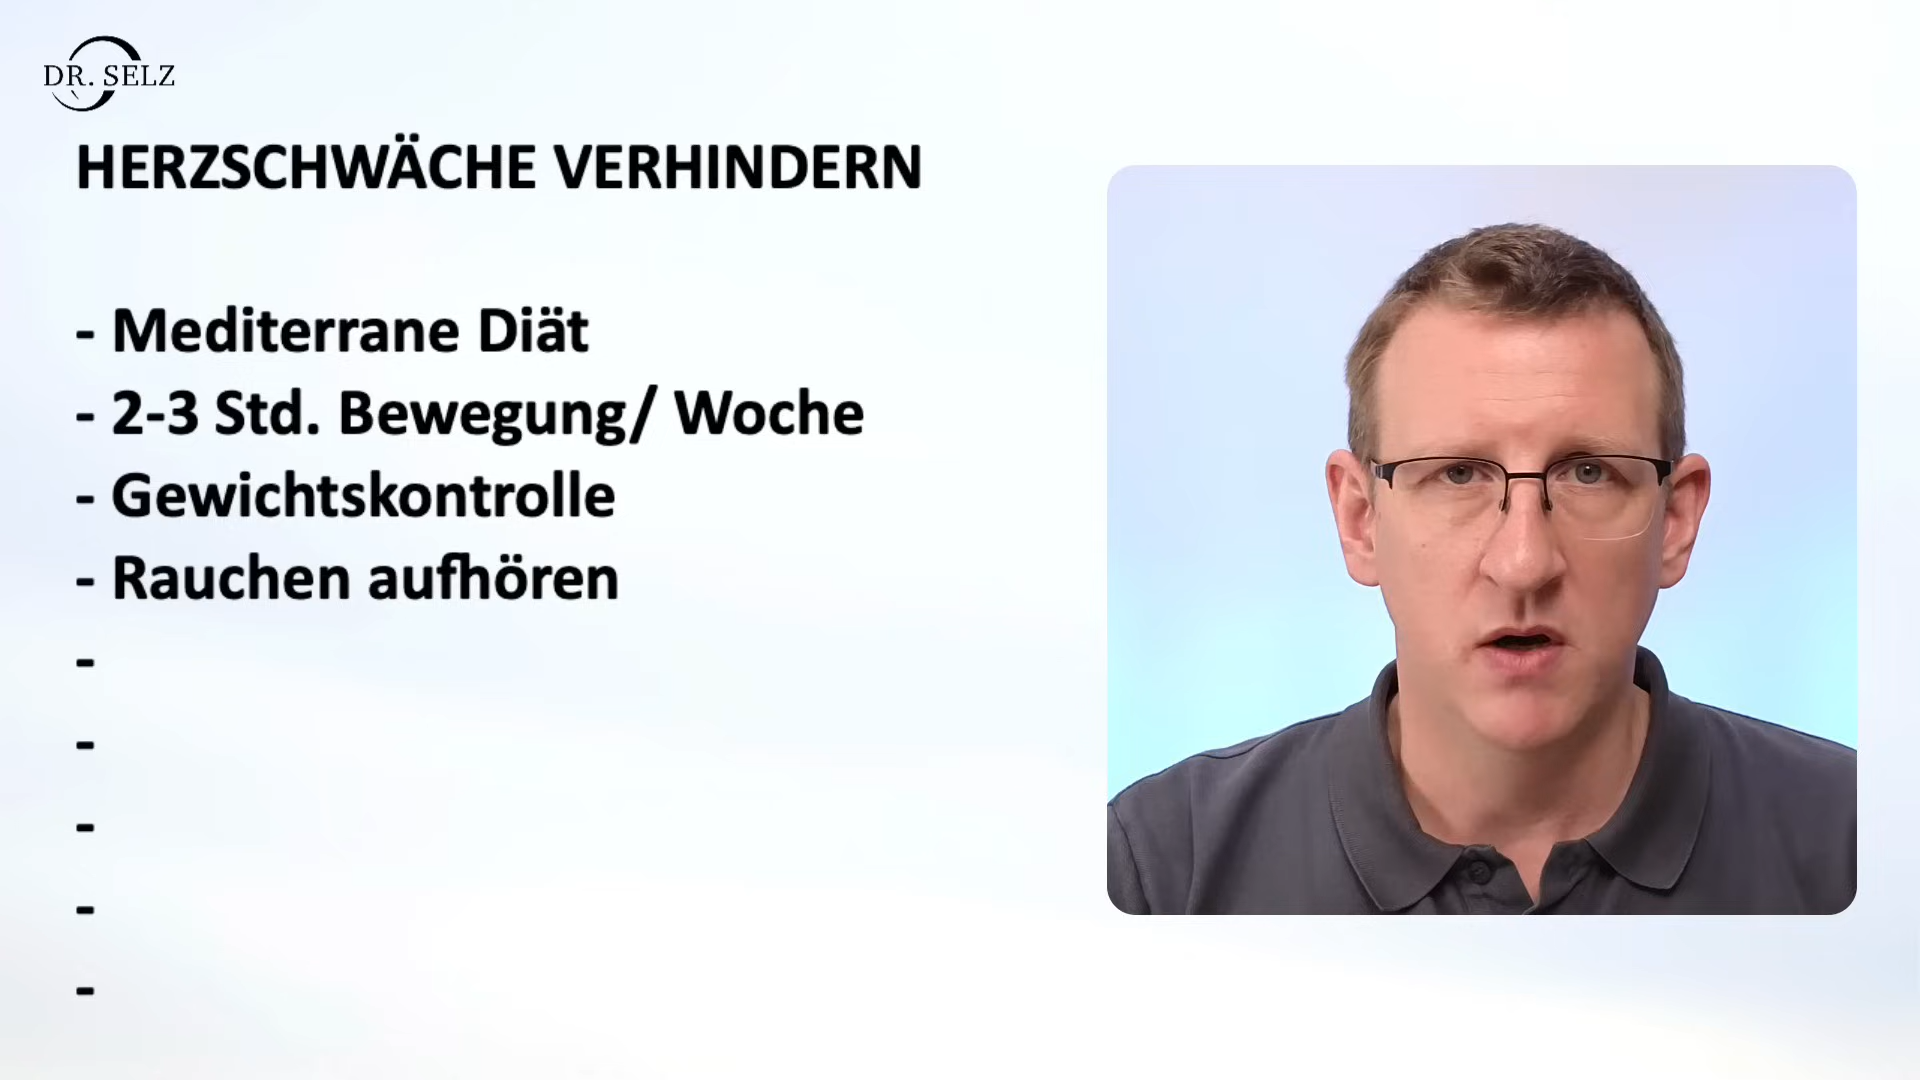 DR. SELZ
HERZSCHWÄCHE VERHINDERN
- Mediterrane Diät
- 2-3 Std. Bewegung/ Woche
- Gewichtskontrolle
- Rauchen aufhören
-
-
-
-
-